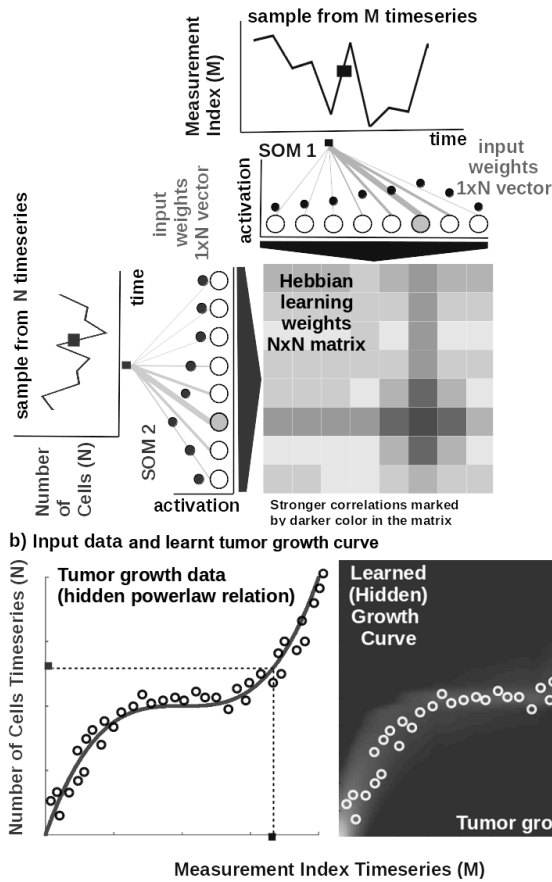 sample from M timeseries
Measurement
Index (M)
time
SOM 1
input
weights
1xN vector
activation
input
weights
1xN vector
time
sample from N timeseries
Hebbian
learning
weights
NxN matrix
SOM 2
Number
of
Cells (N)
activation
Stronger correlations marked
by darker color in the matrix
b) Input data and learnt tumor growth curve
Number of Cells Timeseries (N)
Tumor growth data
(hidden powerlaw relation)
Learned
(Hidden)
Growth
Curve
Tumor gro
Measurement Index Timeseries (M)